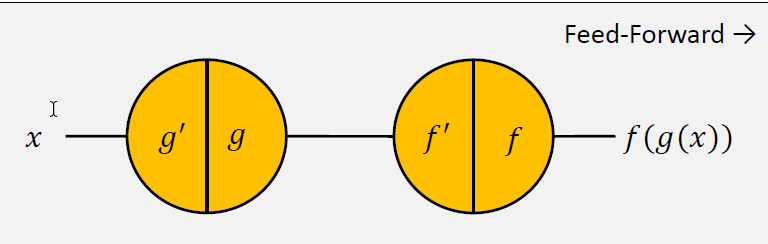 Feed-Forward →
x g′ g f′ f f(g(x))